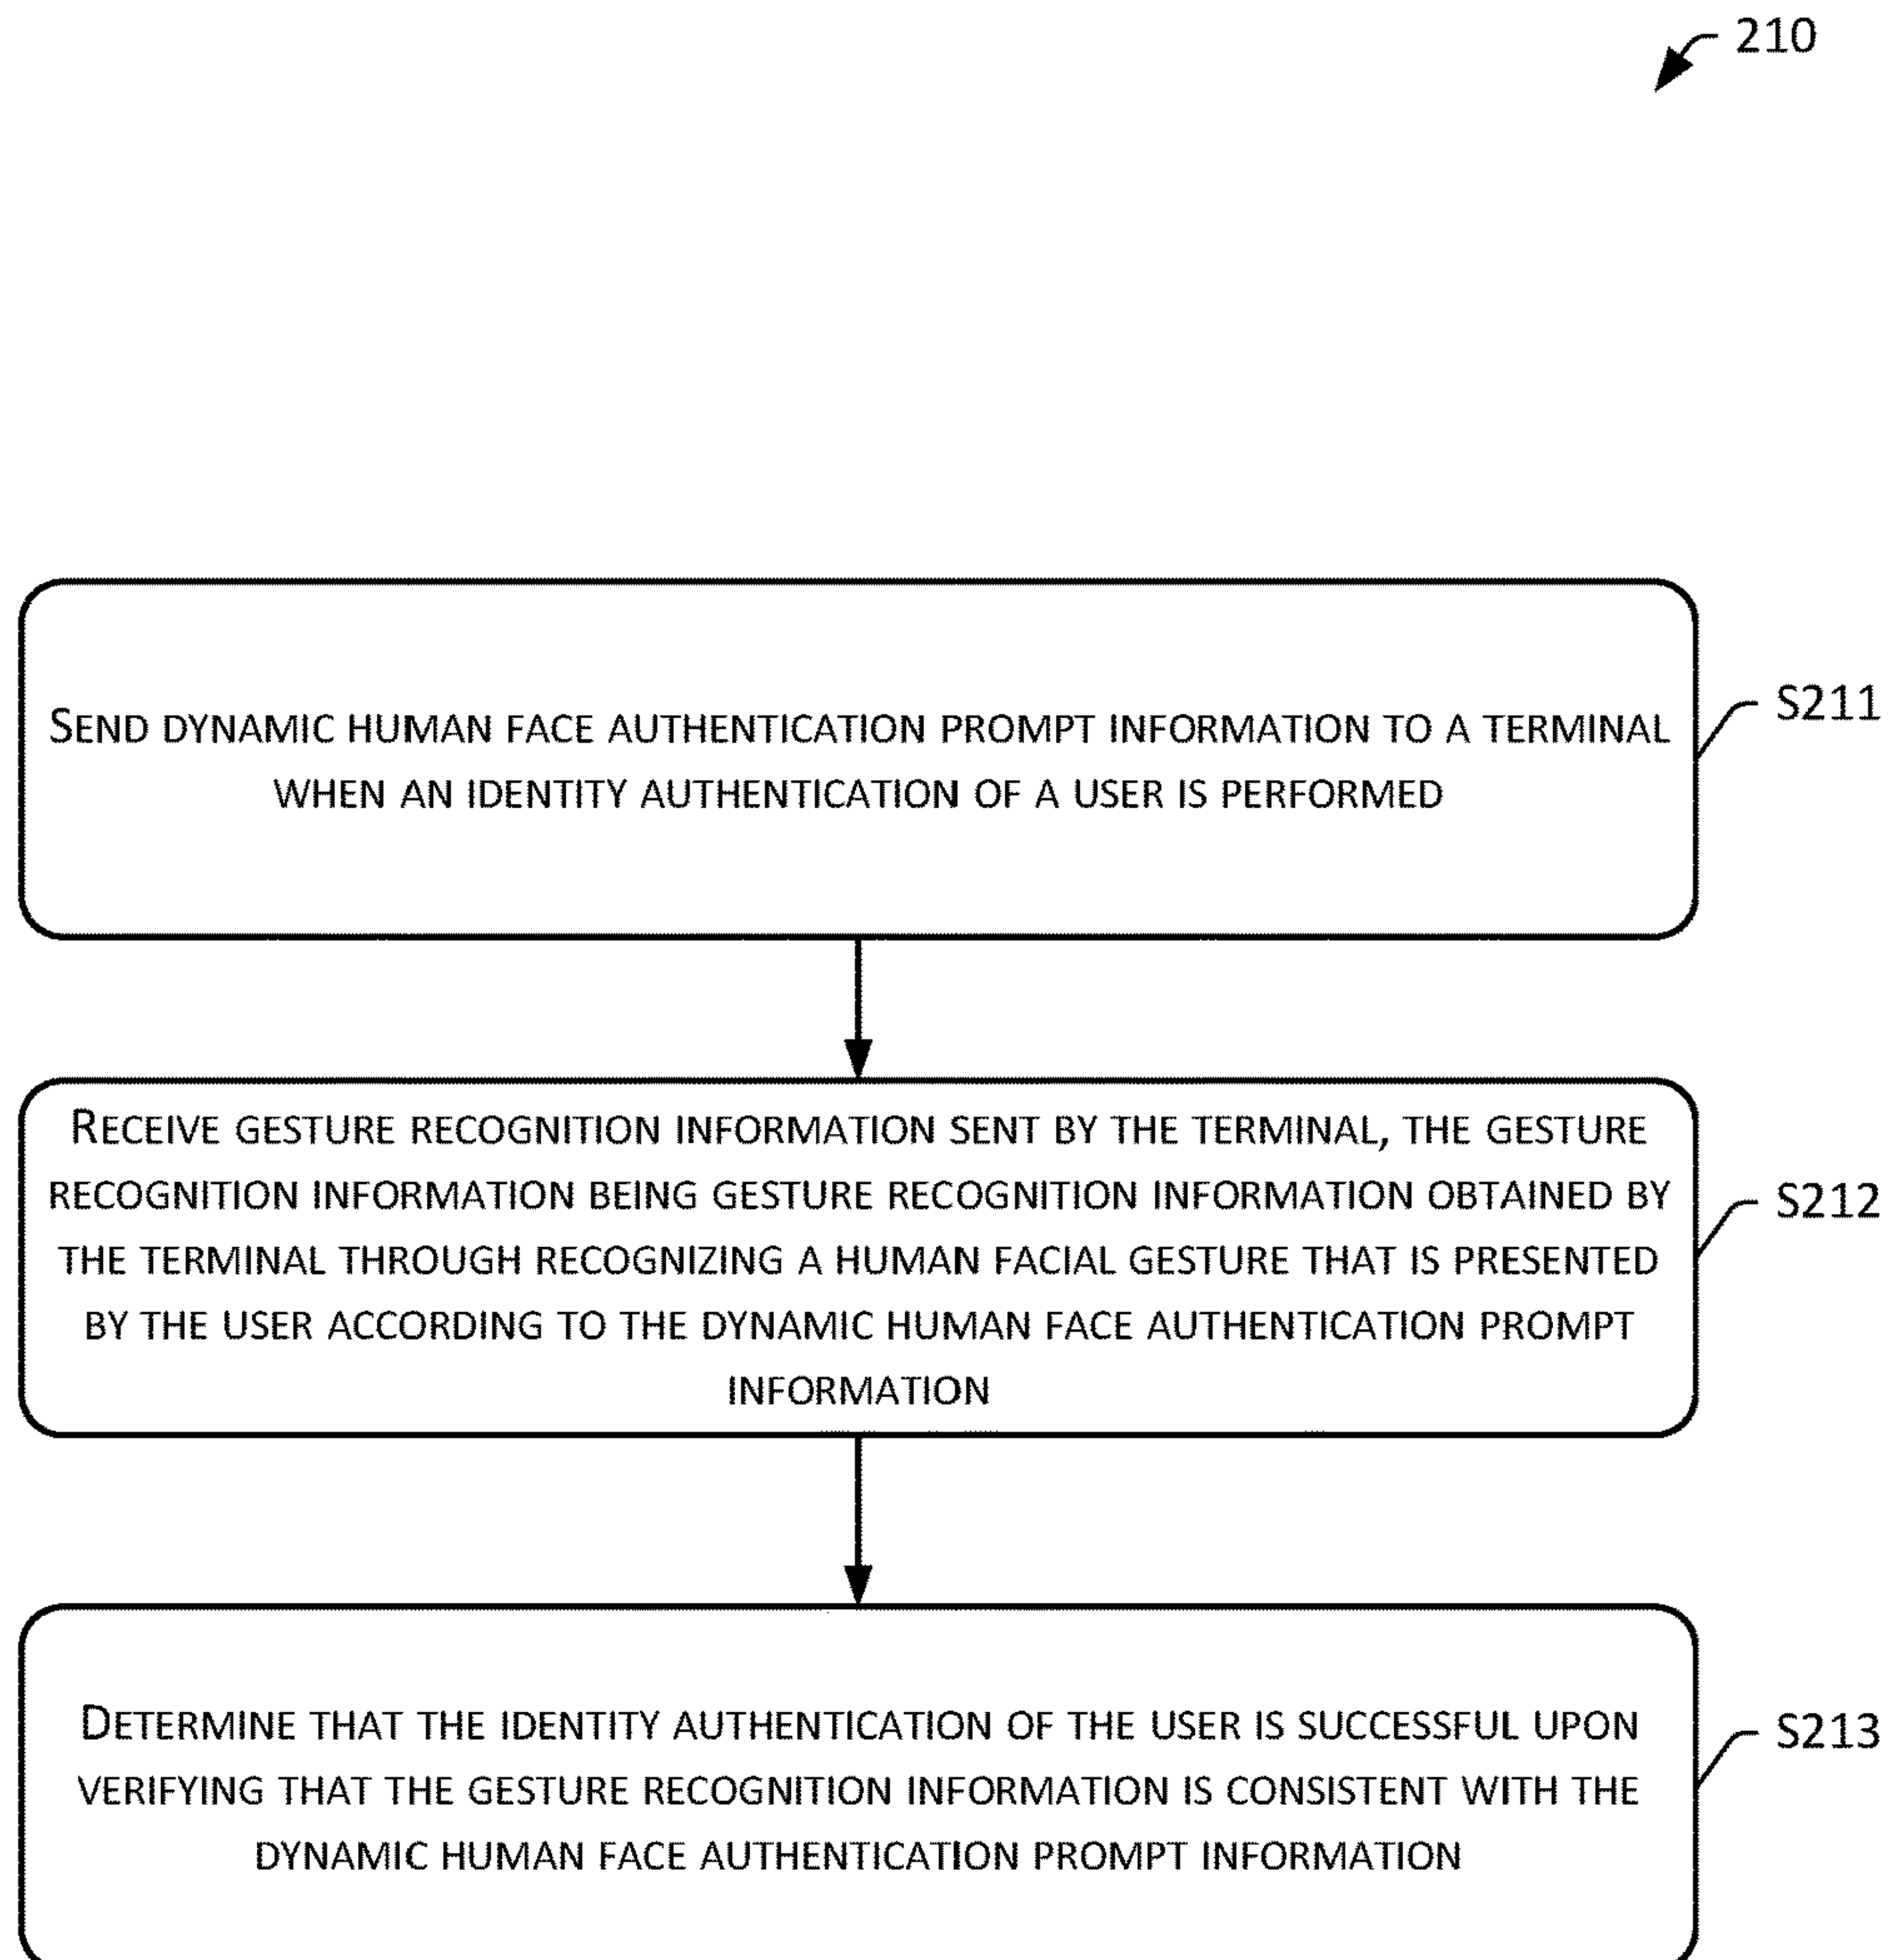 210
SEND DYNAMIC HUMAN FACE AUTHENTICATION PROMPT INFORMATION TO A TERMINAL
WHEN AN IDENTITY AUTHENTICATION OF A USER IS PERFORMED
S211
RECEIVE GESTURE RECOGNITION INFORMATION SENT BY THE TERMINAL, THE GESTURE
RECOGNITION INFORMATION BEING GESTURE RECOGNITION INFORMATION OBTAINED BY
THE TERMINAL THROUGH RECOGNIZING A HUMAN FACIAL GESTURE THAT IS PRESENTED
BY THE USER ACCORDING TO THE DYNAMIC HUMAN FACE AUTHENTICATION PROMPT
INFORMATION
S212
DETERMINE THAT THE IDENTITY AUTHENTICATION OF THE USER IS SUCCESSFUL UPON
VERIFYING THAT THE GESTURE RECOGNITION INFORMATION IS CONSISTENT WITH THE
DYNAMIC HUMAN FACE AUTHENTICATION PROMPT INFORMATION
S213